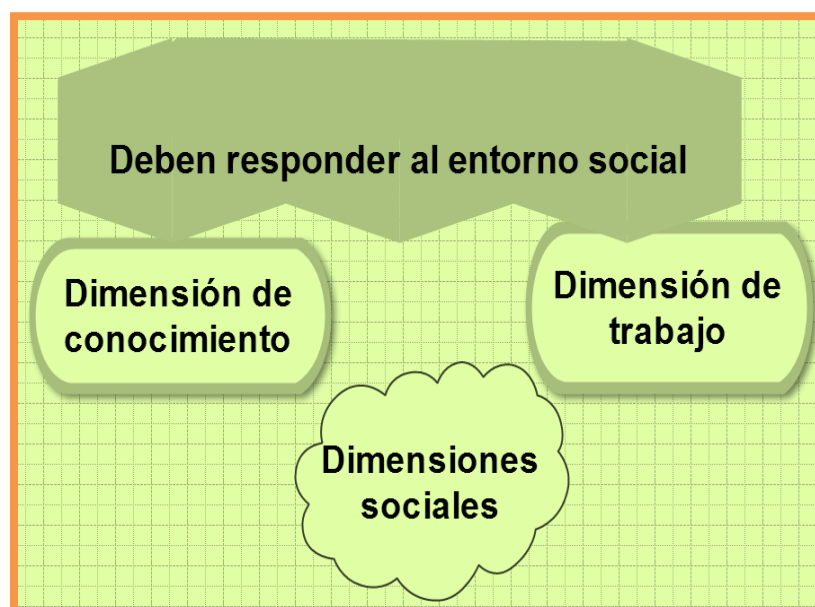 Deben responder al entorno social
Dimensión de
conocimiento
Dimensión de
trabajo
Dimensiones
sociales